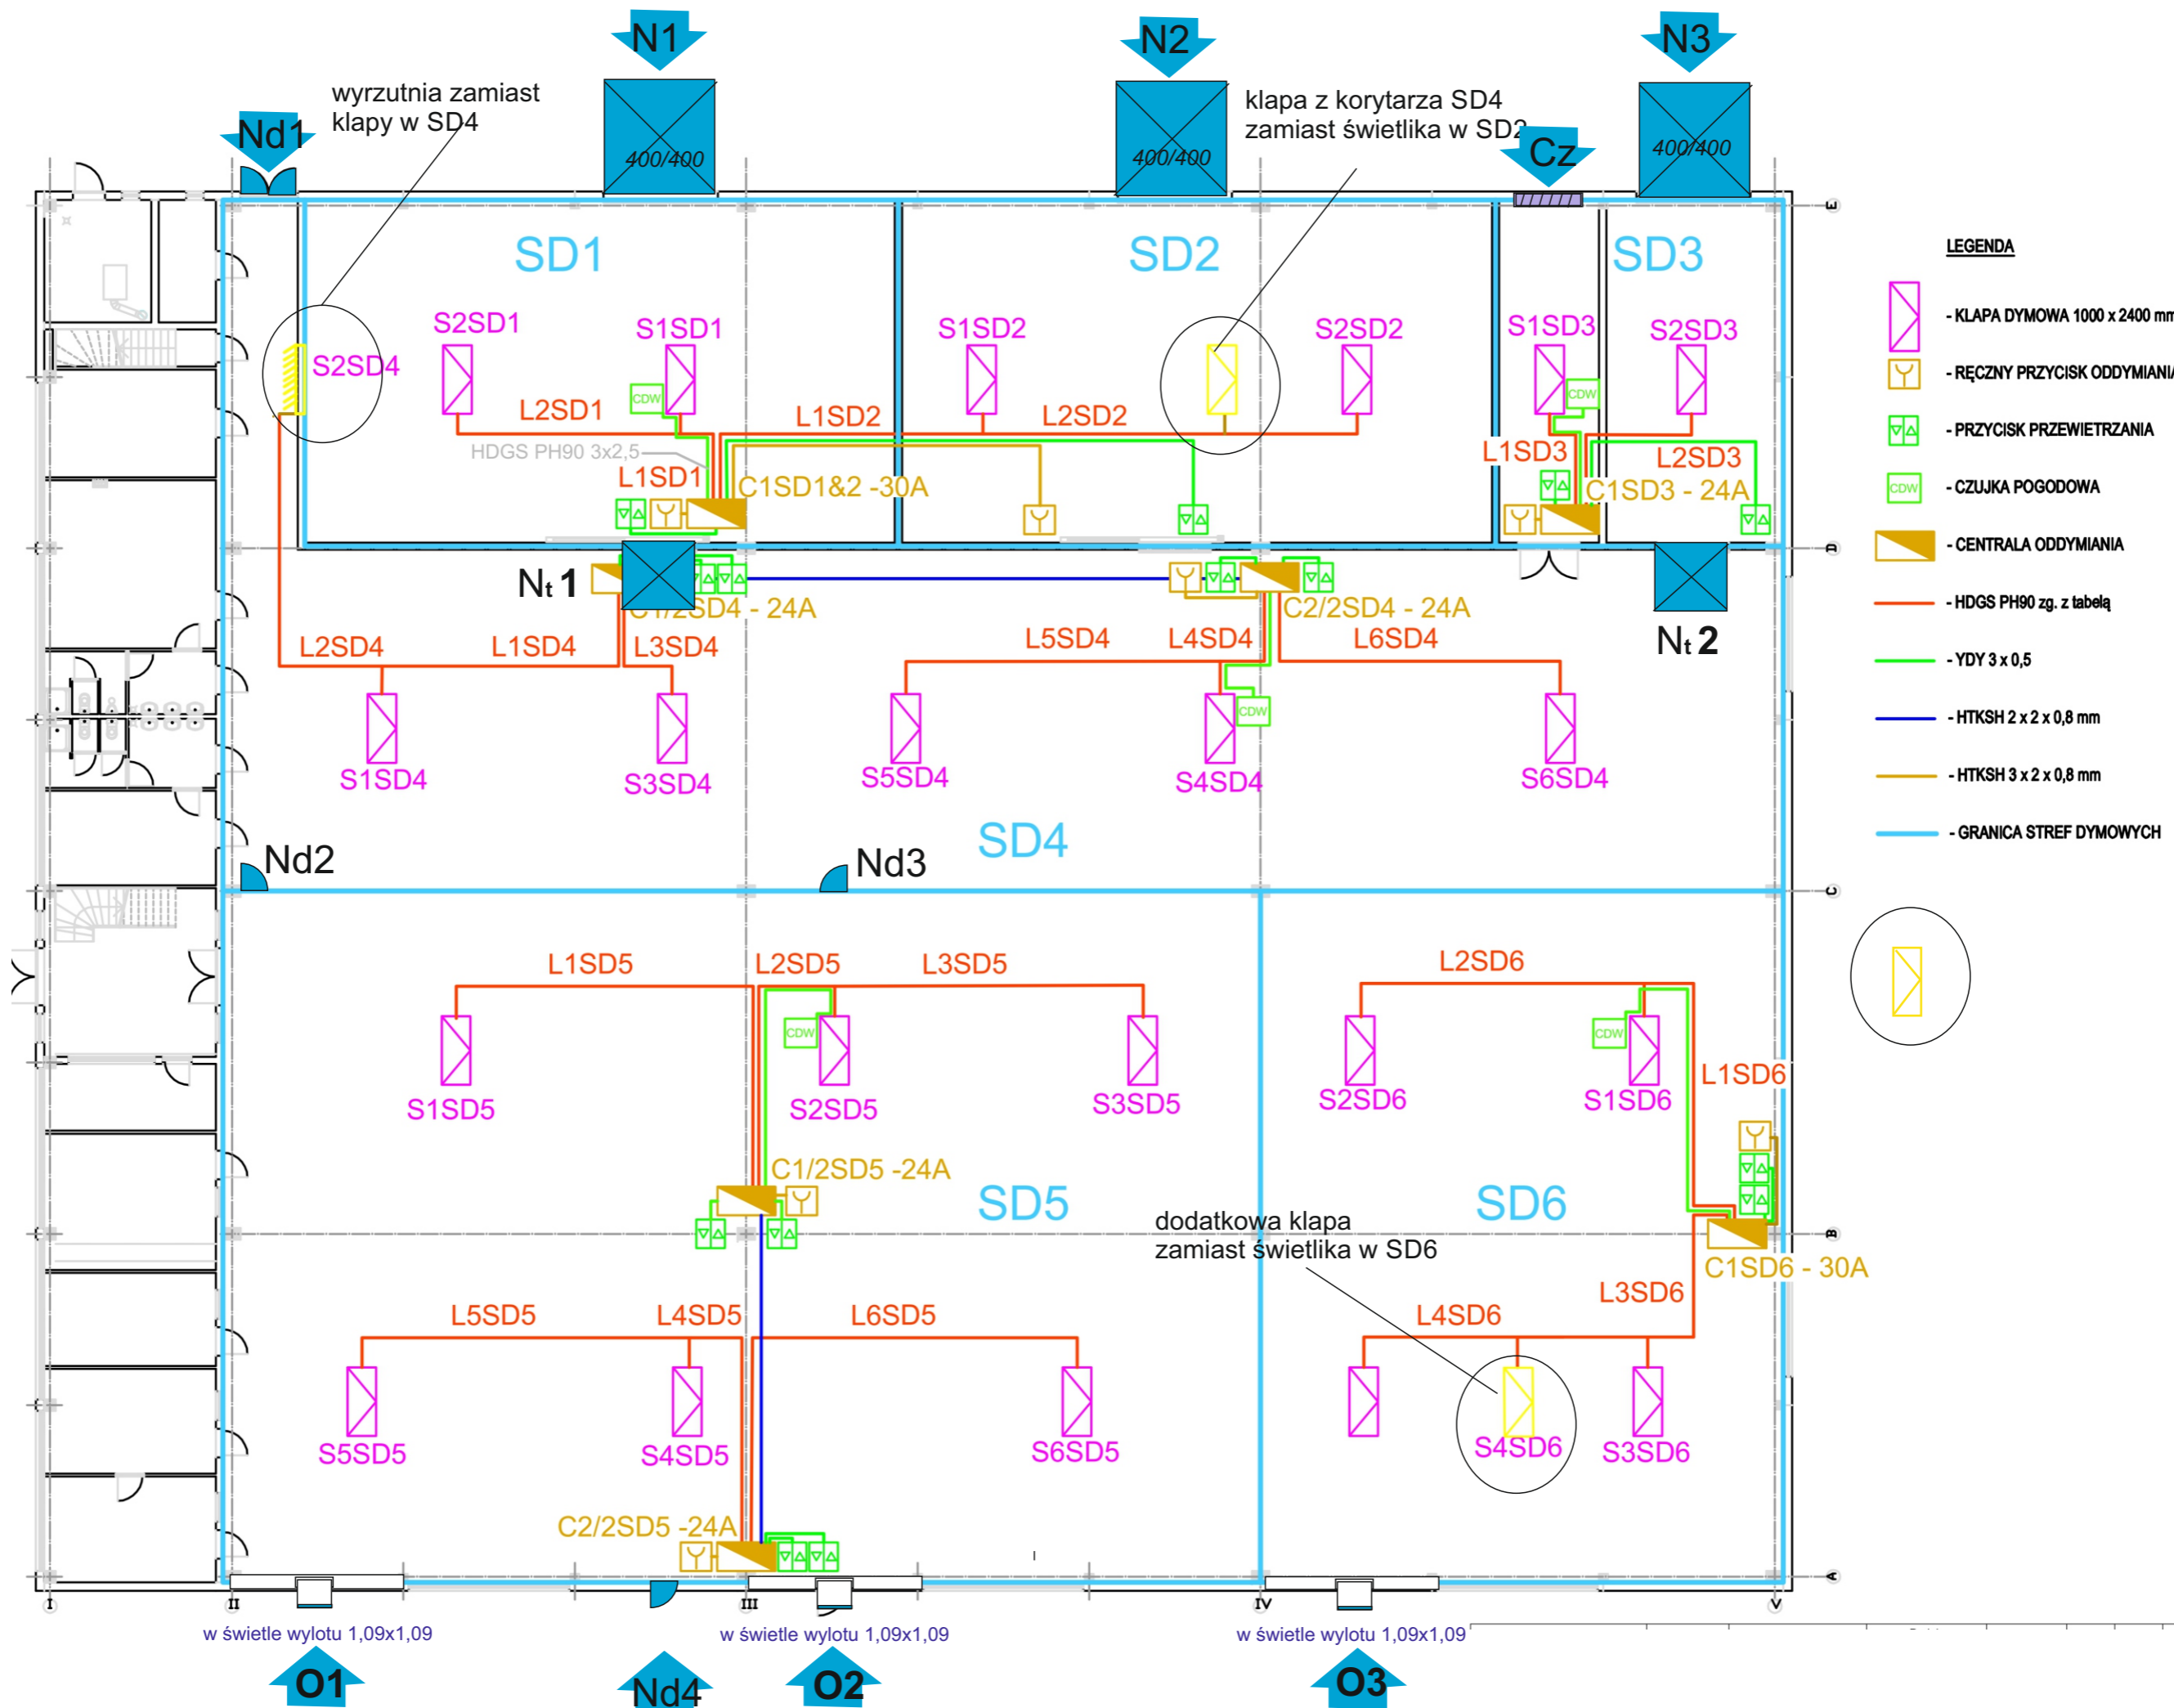 N1
N2
N3
wyrzutnia zamiast
klapy w SD4
klapa z korytarza SD4
zamiast świetlika w SD2
Nd1
Cz
400/400
400/400
400/400
E
SD1
SD2
SD3
LEGENDA
- KLAPA DYMOWA 1000 x 2400 mm
- RĘCZNY PRZYCISK ODDYMIANIA
- PRZYCISK PRZEWIETRZANIA
CDW - CZUJKA POGODOWA
- CENTRALA ODDYMIANIA
- HDGS PH90 zg. z tabelą
- YDY 3 x 0,5
- HTKSH 2 x 2 x 0,8 mm
- HTKSH 3 x 2 x 0,8 mm
- GRANICA STREF DYMOWYCH
S2SD1
S1SD1
S1SD2
S2SD2
S1SD3
S2SD3
S2SD4
CDW
CDW
L2SD1
L1SD2
L2SD2
HDGS PH90 3x2,5
L1SD3
L2SD3
L1SD1
C1SD1&2 -30A
C1SD3 - 24A
D
Nt 1
C1/2SD4 - 24A
C2/2SD4 - 24A
Nt 2
L2SD4
L1SD4
L3SD4
L5SD4
L4SD4
L6SD4
CDW
S1SD4
S3SD4
S5SD4
S4SD4
S6SD4
SD4
Nd2
Nd3
C
L1SD5
L2SD5
L3SD5
L2SD6
CDW
CDW
L1SD6
S1SD5
S2SD5
S3SD5
S2SD6
S1SD6
C1/2SD5 -24A
SD5
SD6
dodatkowa klapa
zamiast świetlika w SD6
B
C1SD6 - 30A
L5SD5
L4SD5
L6SD5
L4SD6
L3SD6
S5SD5
S4SD5
S6SD5
S4SD6
S3SD6
C2/2SD5 -24A
A
I
II
III
IV
V
w świetle wylotu 1,09x1,09
w świetle wylotu 1,09x1,09
w świetle wylotu 1,09x1,09
O1
Nd4
O2
O3